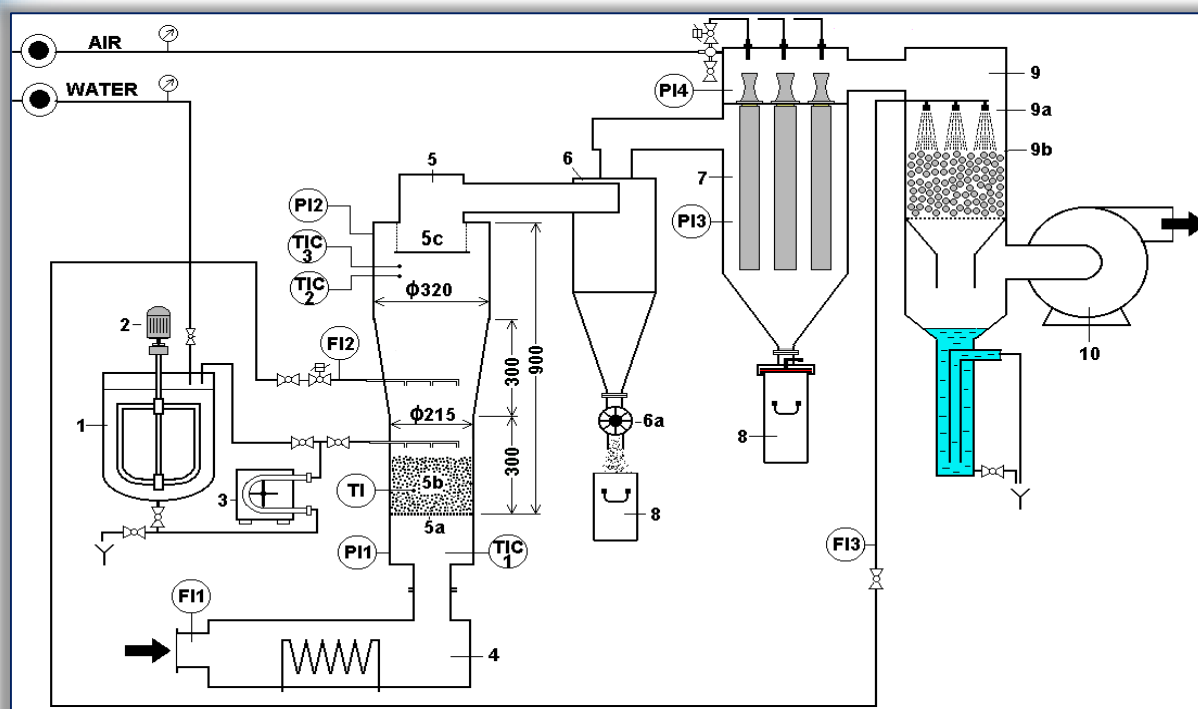 AIR
WATER
PI4
9
9a
9b
5
6
7
PI2
PI3
5c
TIC
3
TIC
2
ϕ320
2
FI2
300
900
10
ϕ215
1
6a
8
300
3
TI
5b
8
5a
PI1
TIC
1
FI3
FI1
4